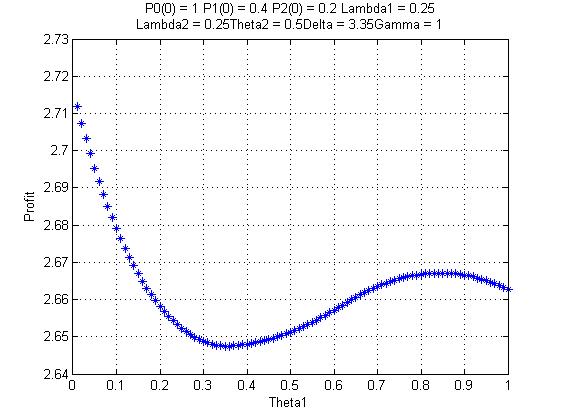 P0(0) = 1 P1(0) = 0.4 P2(0) = 0.2 Lambda1 = 0.25
Lambda2 = 0.25Theta2 = 0.5Delta = 3.35Gamma = 1
2.73
2.72
2.71
2.7
2.69
2.68
2.67
2.66
2.65
2.64
Profit
0 0.1 0.2 0.3 0.4 0.5 0.6 0.7 0.8 0.9 1
Theta1